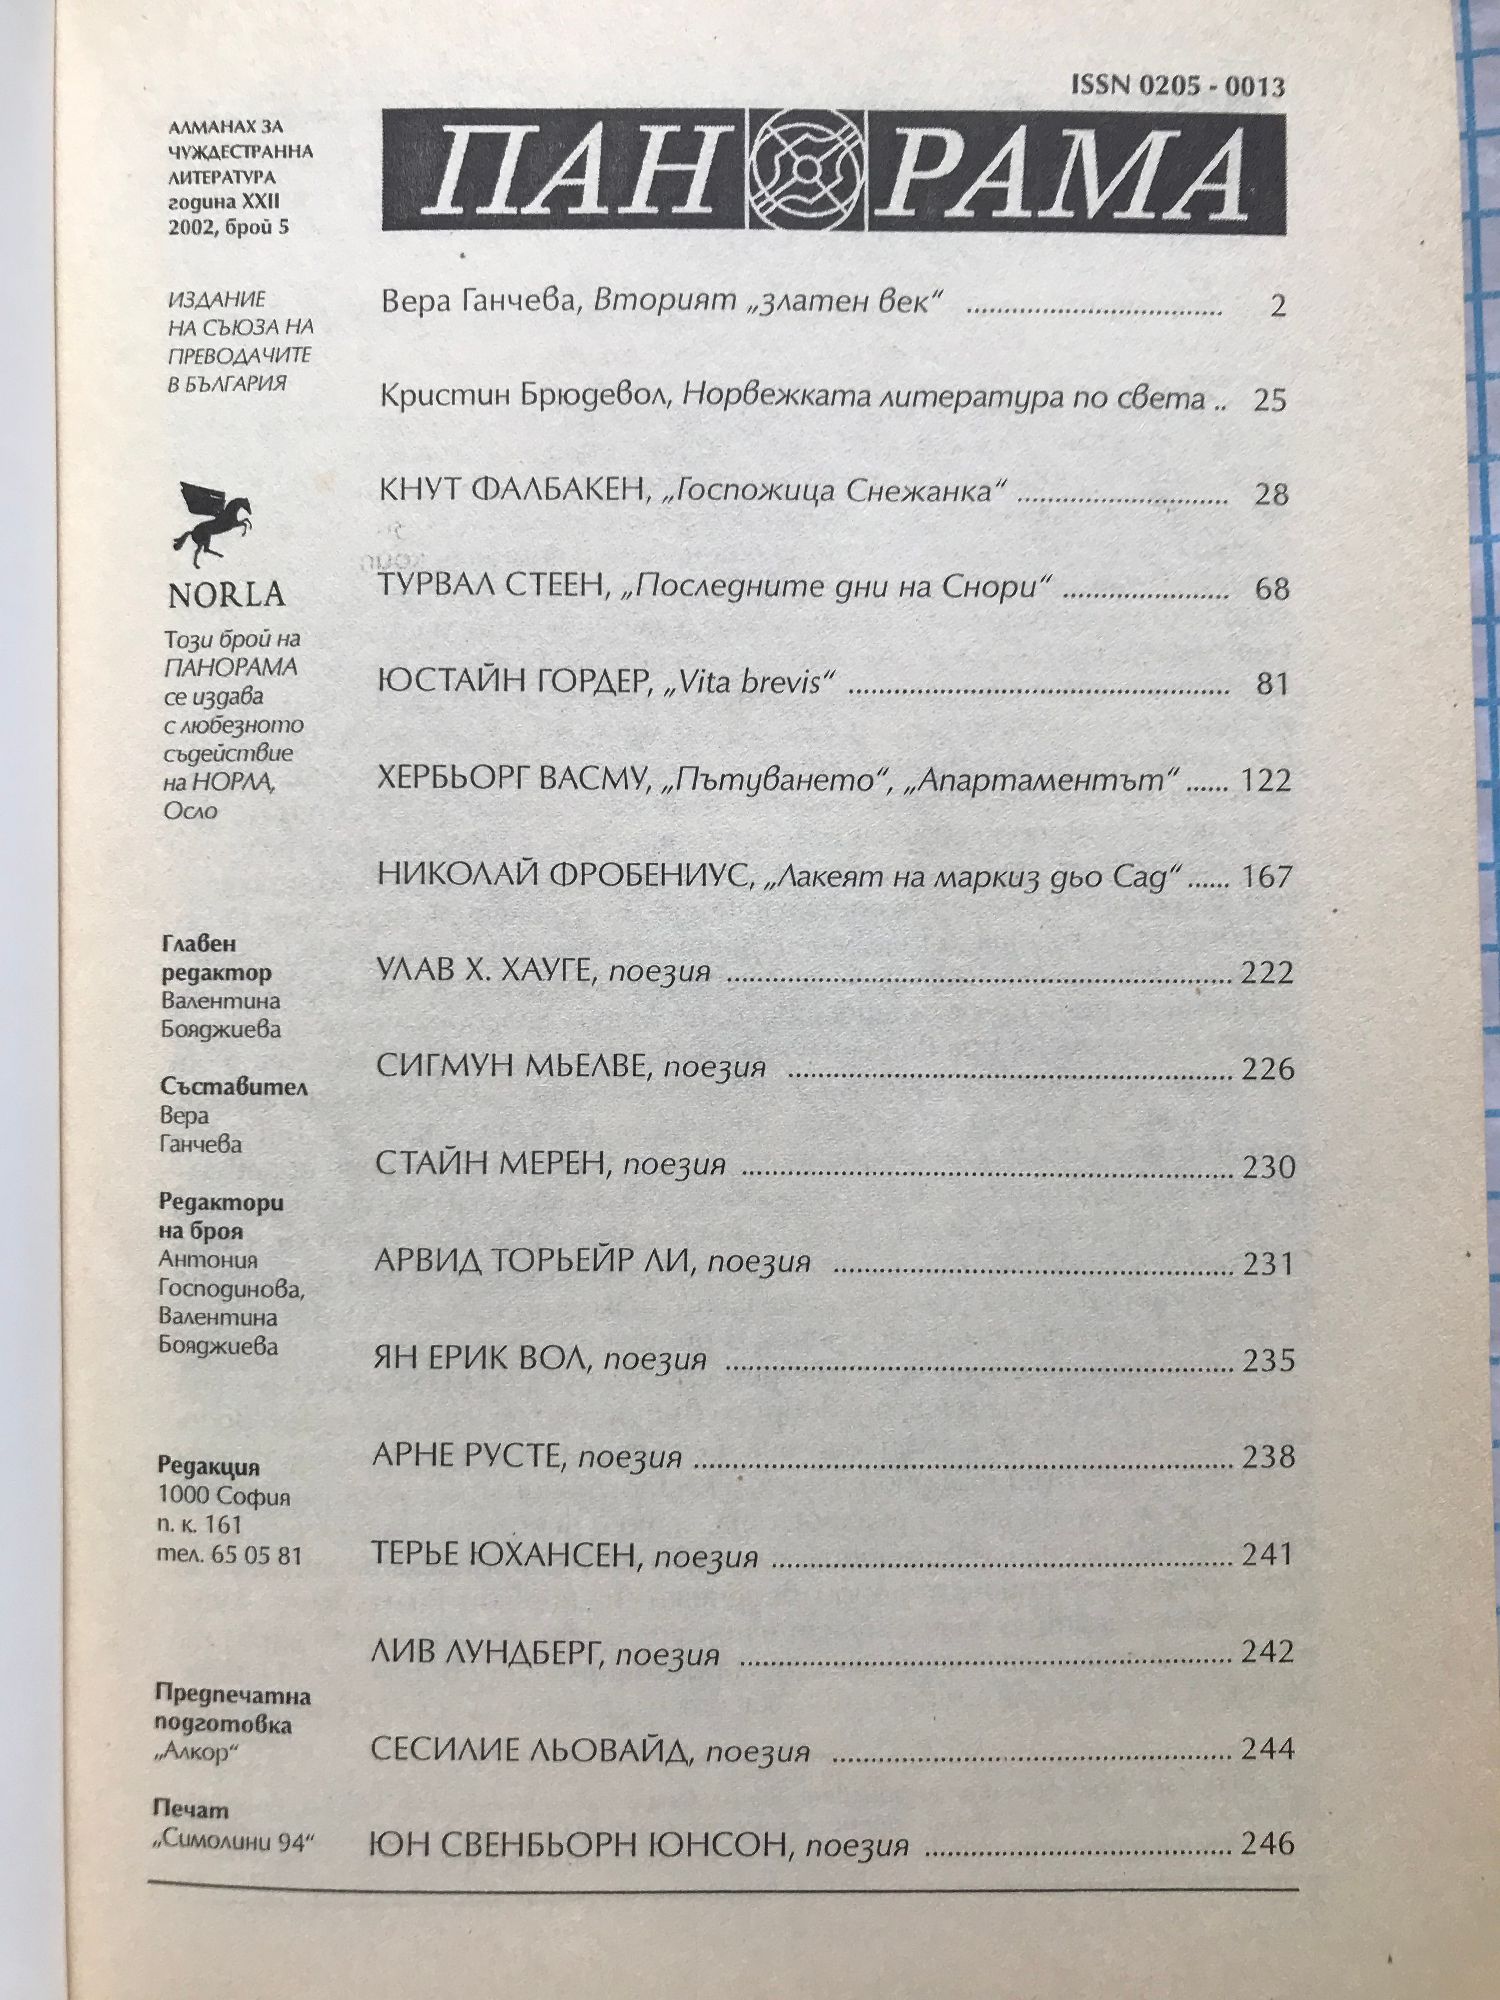 ISSN 0205 - 0013
АЛМАНАХ ЗА
ЧУЖДЕСТРАННА
ЛИТЕРАТУРА
година XXII
2002, брой 5
ПАНОРАМА
ИЗДАНИЕ
НА СЪЮЗА НА
ПРЕВОДАЧИТЕ
В БЪЛГАРИЯ
NORLA
Този брой на
ПАНОРАМА
се издава
с любезното
съдействие
на НОРЛА,
Осло
Главен
редактор
Валентина
Бояджиева
Съставител
Вера
Ганчева
Редактори
на броя
Антония
Господинова,
Валентина
Бояджиева
Редакция
1000 София
п. к. 161
тел. 65 05 81
Предпечатна
подготовка
„Алкор“
Печат
„Симолини 94“
Вера Ганчева, Вторият „златен век“ .................................. 2
Кристин Брюдевол, Норвежката литература по света .. 25
КНУТ ФАЛБАКЕН, „Госпожица Снежанка“ ............................ 28
ТУРВАЛ СТЕЕН, „Последните дни на Снори“ ...................... 68
ЮСТАЙН ГОРДЕР, „Vita brevis“ ................................................... 81
ХЕРБЬОРГ ВАСМУ, „Пътуването“, „Апартаментът“ ...... 122
НИКОЛАЙ ФРОБЕНИУС, „Лакеят на маркиз дьо Сад“ ...... 167
УЛАВ Х. ХАУГЕ, поезия ................................................................... 222
СИГМУН МЬЕЛВЕ, поезия ........................................................... 226
СТАЙН МЕРЕН, поезия ................................................................. 230
АРВИД ТОРЬЕЙР ЛИ, поезия ..................................................... 231
ЯН ЕРИК ВОЛ, поезия ................................................................... 235
АРНЕ РУСТЕ, поезия ....................................................................... 238
ТЕРЬЕ ЮХАНСЕН, поезия ............................................................. 241
ЛИВ ЛУНДБЕРГ, поезия ................................................................. 242
СЕСИЛИЕ ЛЬОВАЙД, поезия ..................................................... 244
ЮН СВЕНБЬОРН ЮНСОН, поезия ......................................... 246